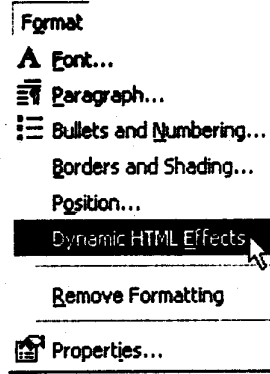 Format
Font...
Paragraph...
Bullets and Numbering...
Borders and Shading...
Position...
Dynamic HTML Effects
Remove Formatting
Properties...